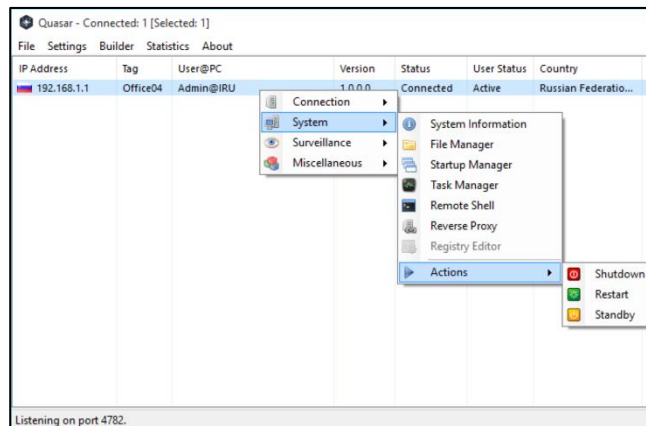 Quasar - Connected: 1 [Selected: 1]
File Settings Builder Statistics About
IP Address Tag User@PC Version Status User Status Country
192.168.1.1 Office04 Admin@IRU 1.0.0.0 Connected Active Russian Federatio...
Connection
System
Surveillance
Miscellaneous
System Information
File Manager
Startup Manager
Task Manager
Remote Shell
Reverse Proxy
Registry Editor
Actions
Shutdown
Restart
Standby
Listening on port 4782.